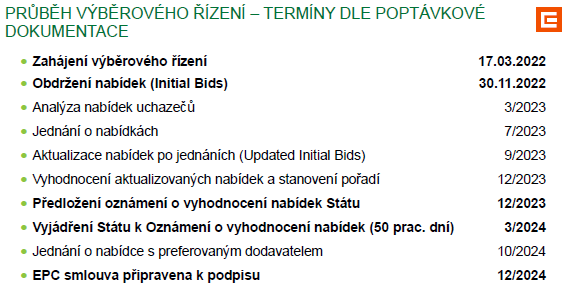 PRŮBĚH VÝBĚROVÉHO ŘÍZENÍ – TERMÍNY DLE POPTÁVKOVÉ
DOKUMENTACE
Zahájení výběrového řízení 17.03.2022
Obdržení nabídek (Initial Bids) 30.11.2022
Analýza nabídek uchazečů 3/2023
Jednání o nabídkách 7/2023
Aktualizace nabídek po jednáních (Updated Initial Bids) 9/2023
Vyhodnocení aktualizovaných nabídek a stanovení pořadí 12/2023
Předložení oznámení o vyhodnocení nabídek Státu 12/2023
Vyjádření Státu k Oznámení o vyhodnocení nabídek (50 prac. dní) 3/2024
Jednání o nabídce s preferovaným dodavatelem 10/2024
EPC smlouva připravena k podpisu 12/2024